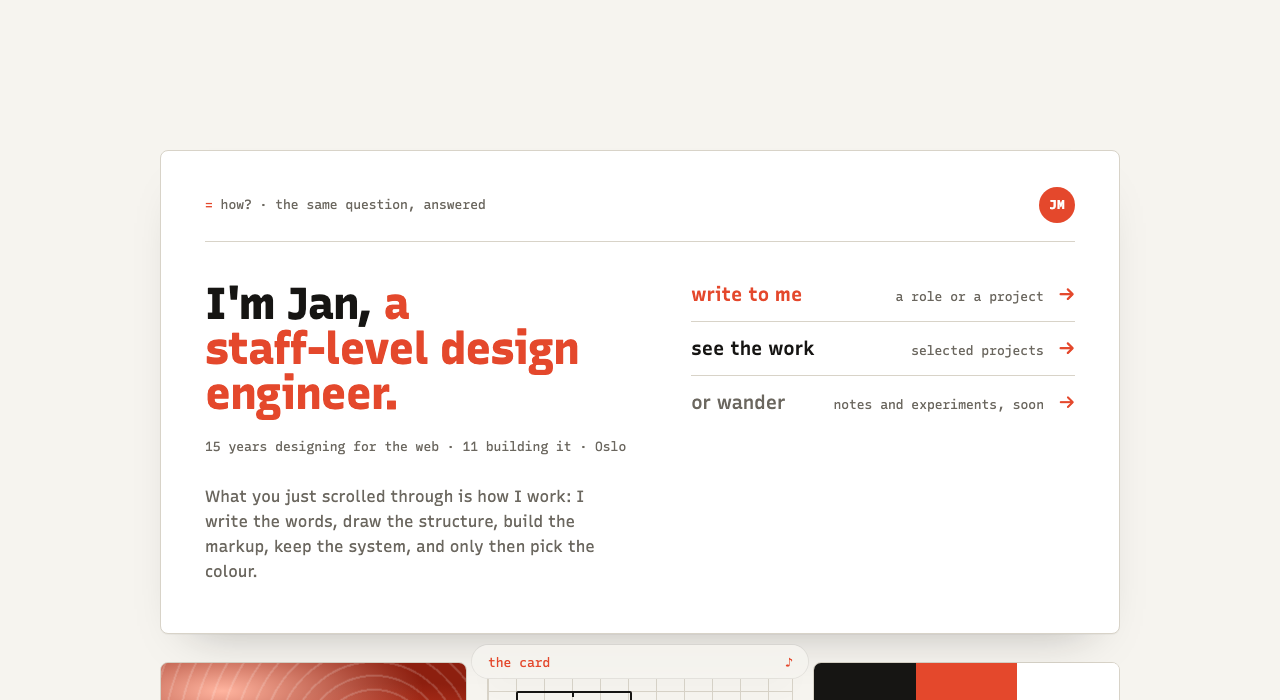 = how? · the same question, answered
JM
I'm Jan, a
staff-level design
engineer.
15 years designing for the web · 11 building it · Oslo
What you just scrolled through is how I work: I
write the words, draw the structure, build the
markup, keep the system, and only then pick the
colour.
write to me a role or a project →
see the work selected projects →
or wander notes and experiments, soon →
the card ♪